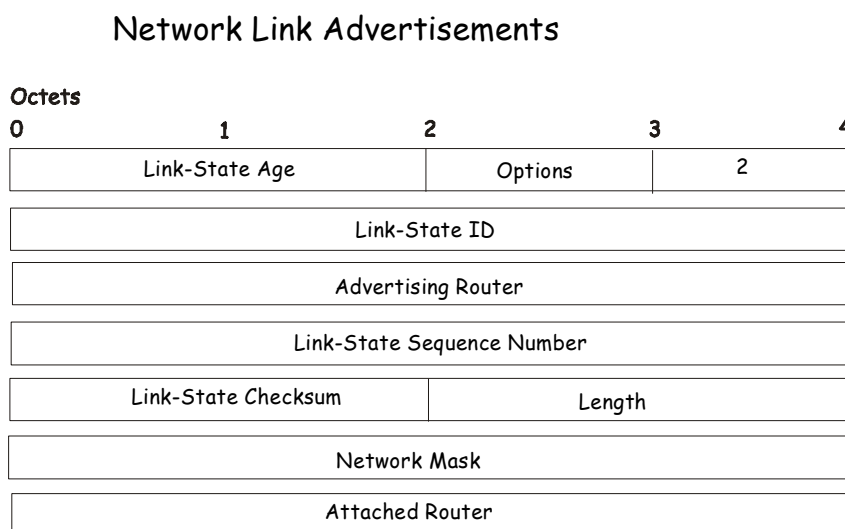 Network Link Advertisements
Octets
0 1 2 3 4
Link-State Age Options 2
Link-State ID
Advertising Router
Link-State Sequence Number
Link-State Checksum Length
Network Mask
Attached Router